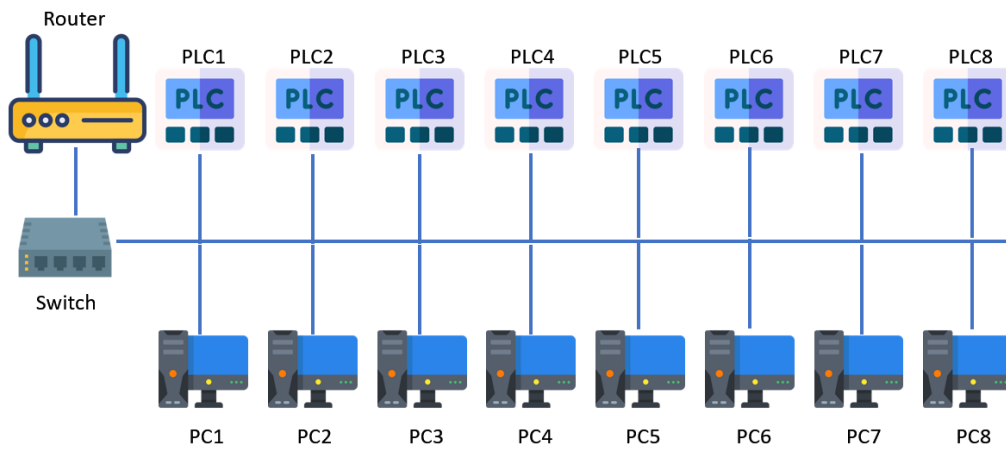 Router
PLC1 PLC2 PLC3 PLC4 PLC5 PLC6 PLC7 PLC8
PLC PLC PLC PLC PLC PLC PLC PLC
Switch
PC1 PC2 PC3 PC4 PC5 PC6 PC7 PC8